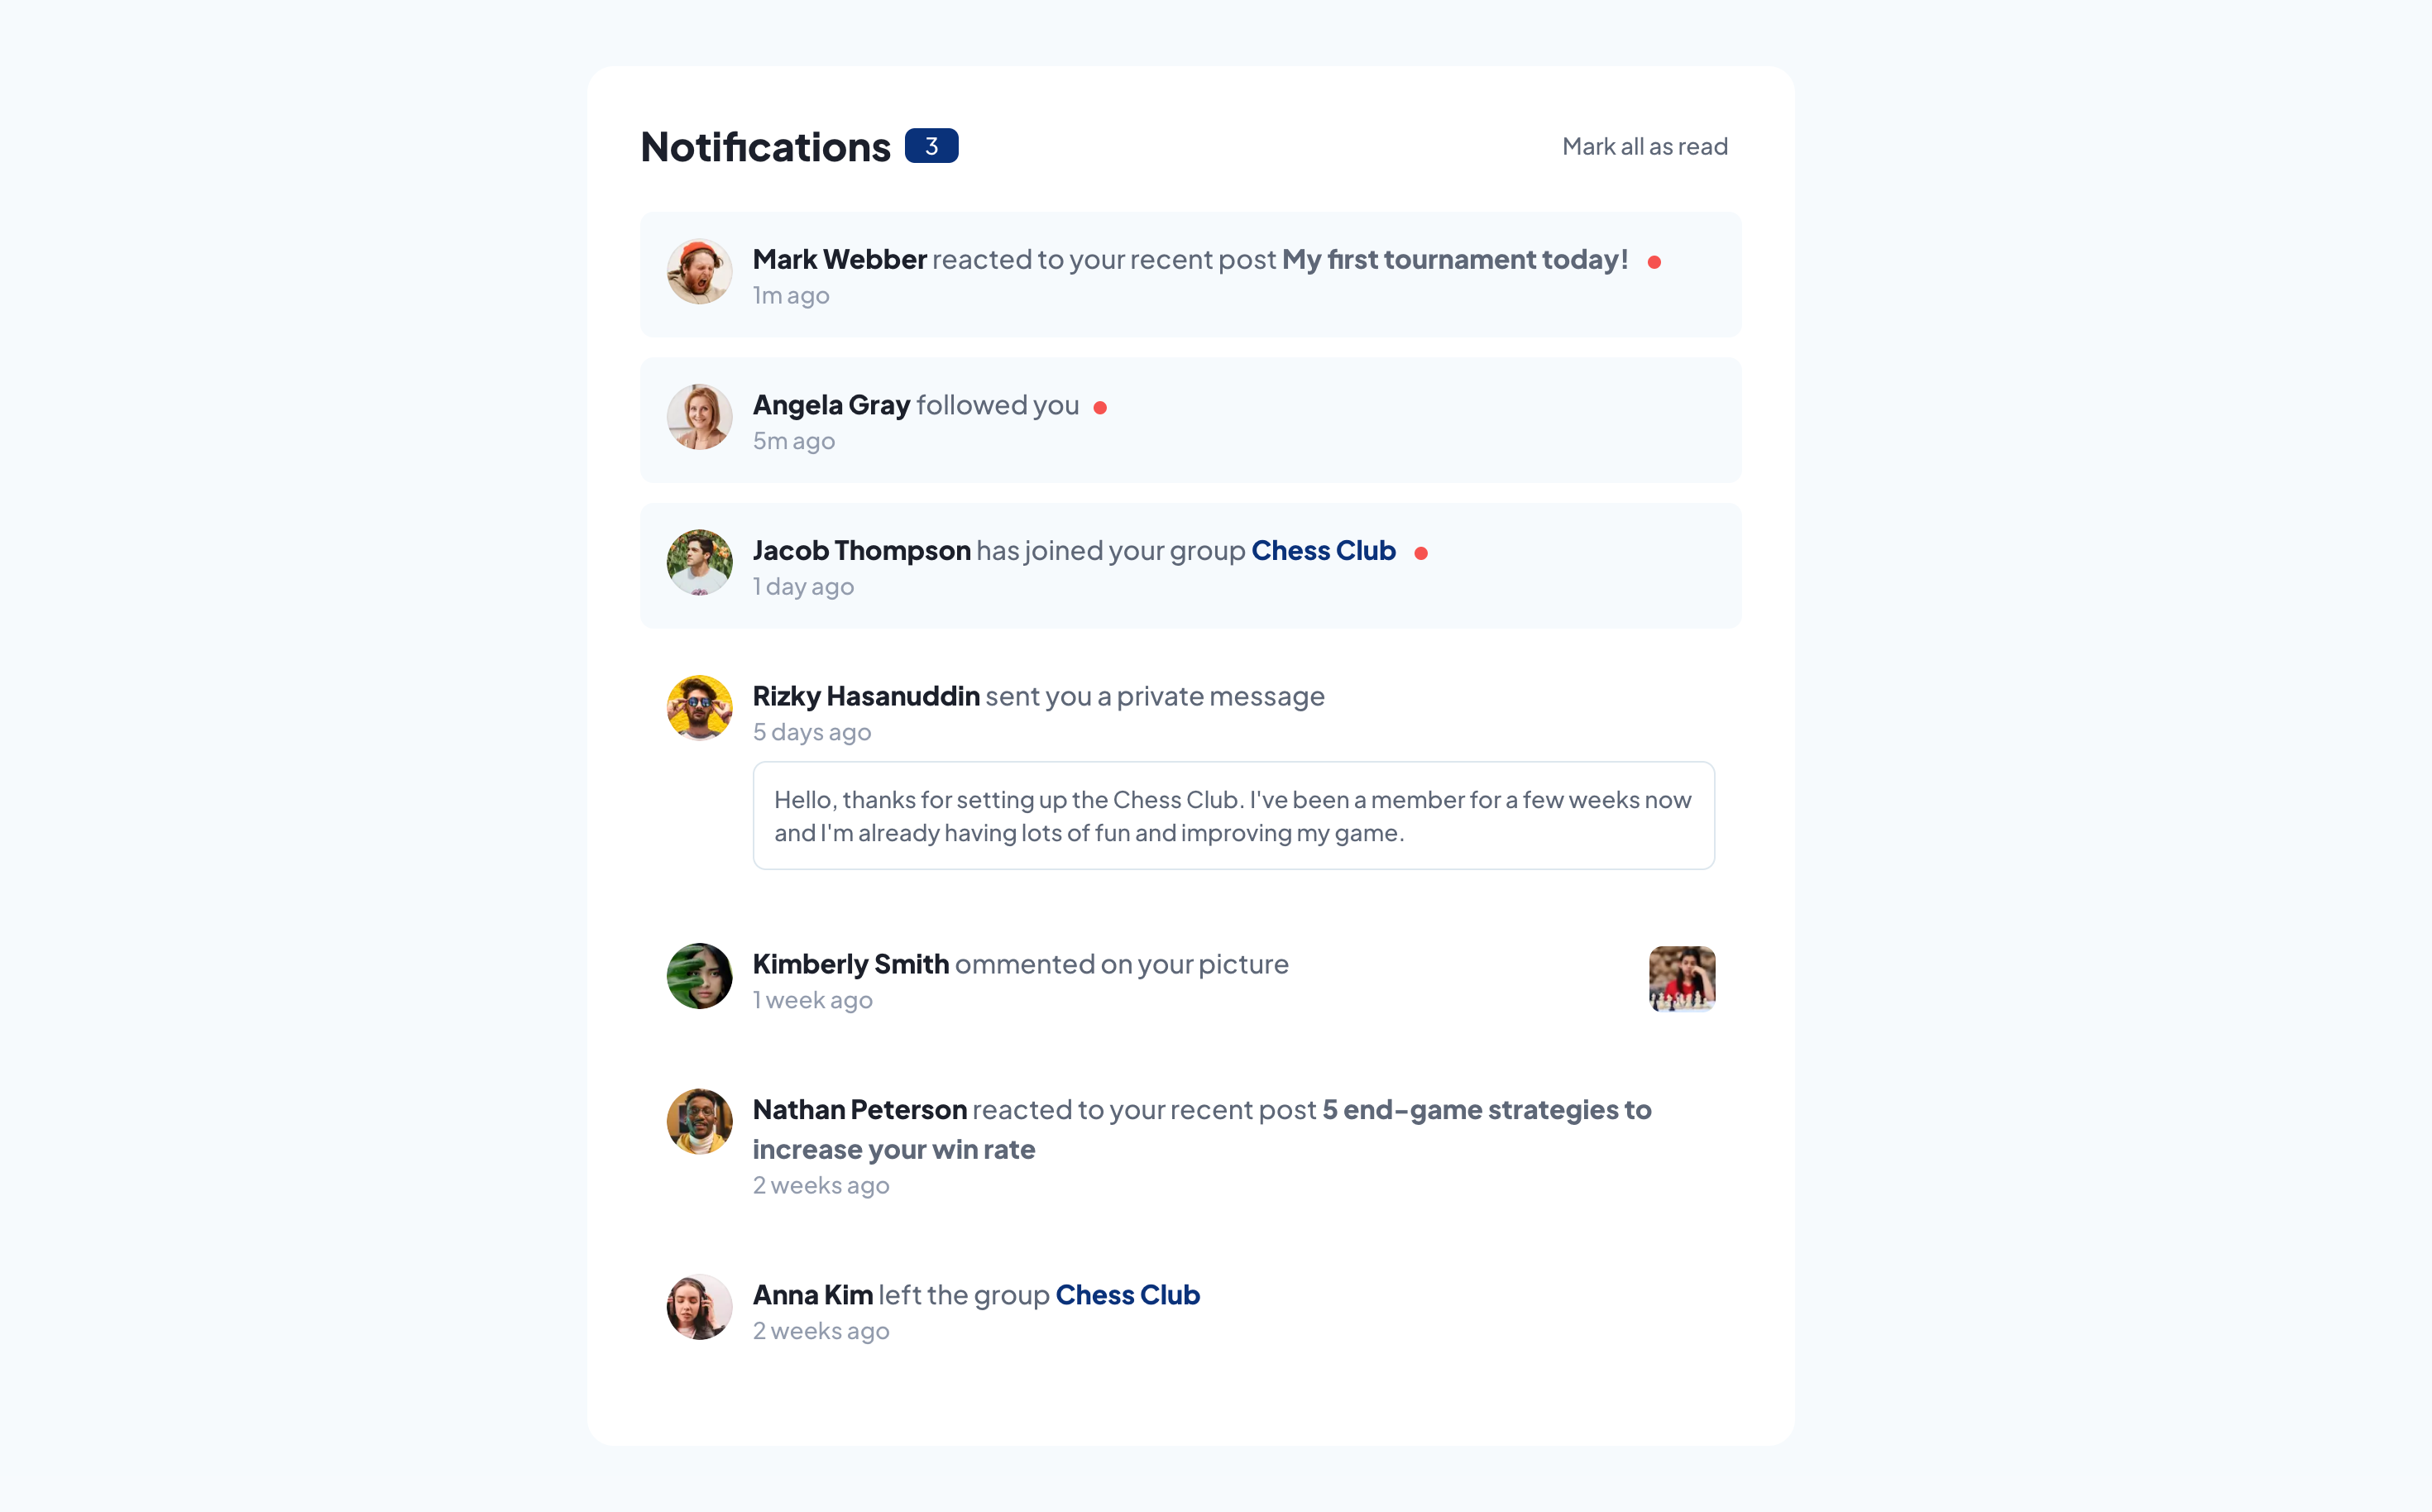 Notifications 3 Mark all as read
Mark Webber reacted to your recent post My first tournament today!
1m ago
Angela Gray followed you
5m ago
Jacob Thompson has joined your group Chess Club
1 day ago
Rizky Hasanuddin sent you a private message
5 days ago
Hello, thanks for setting up the Chess Club. I've been a member for a few weeks now
and I'm already having lots of fun and improving my game.
Kimberly Smith ommented on your picture
1 week ago
Nathan Peterson reacted to your recent post 5 end-game strategies to
increase your win rate
2 weeks ago
Anna Kim left the group Chess Club
2 weeks ago